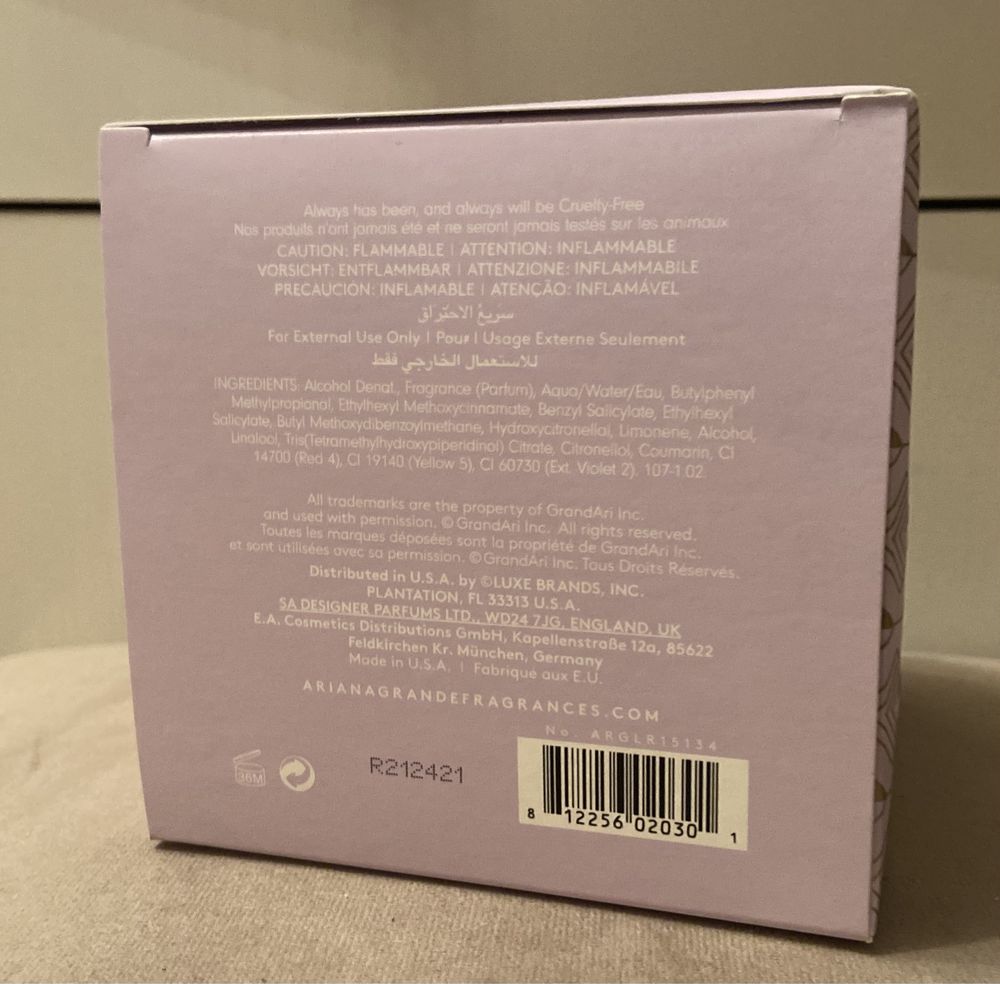 Always has been, and always will be Cruelty-Free
Nos produits n'ont jamais été et ne seront jamais testés sur les animaux
CAUTION: FLAMMABLE | ATTENTION: INFLAMMABLE
VORSICHT: ENTFLAMMBAR | ATTENZIONE: INFLAMMABILE
PRECAUCIÓN: INFLAMABLE | ATENÇÃO: INFLAMÁVEL
سريع الاحتراق
For External Use Only | Pour l Usage Externe Seulement
للاستعمال الخارجي فقط
INGREDIENTS: Alcohol Denat., Fragrance (Parfum), Aqua/Water/Eau, Butylphenyl
Methylpropional, Ethylhexyl Methoxycinnamate, Benzyl Salicylate, Ethylhexyl
Salicylate, Butyl Methoxydibenzoylmethane, Hydroxycitronellal, Limonene, Alcohol,
Linalool, Tris(Tetramethylhydroxypiperidinol) Citrate, Citronellol, Coumarin, CI
14700 (Red 4), CI 19140 (Yellow 5), CI 60730 (Ext. Violet 2). 107-1.02.
All trademarks are the property of GrandAri Inc.
and used with permission. © GrandAri Inc. All rights reserved.
Toutes les marques déposées sont la propriété de GrandAri Inc.
et sont utilisées avec sa permission. © GrandAri Inc. Tous Droits Réservés.
Distributed in U.S.A. by ©LUXE BRANDS, INC.
PLANTATION, FL 33313 U.S.A.
SA DESIGNER PARFUMS LTD., WD24 7JG, ENGLAND, UK
E.A. Cosmetics Distributions GmbH, Kapellenstraße 12a, 85622
Feldkirchen Kr. München, Germany
Made in U.S.A. | Fabriqué aux E.U.
ARIANAGRANDEFRAGRANCES.COM
No. ARGLR15134
36M
R212421
8 12256 02030 1